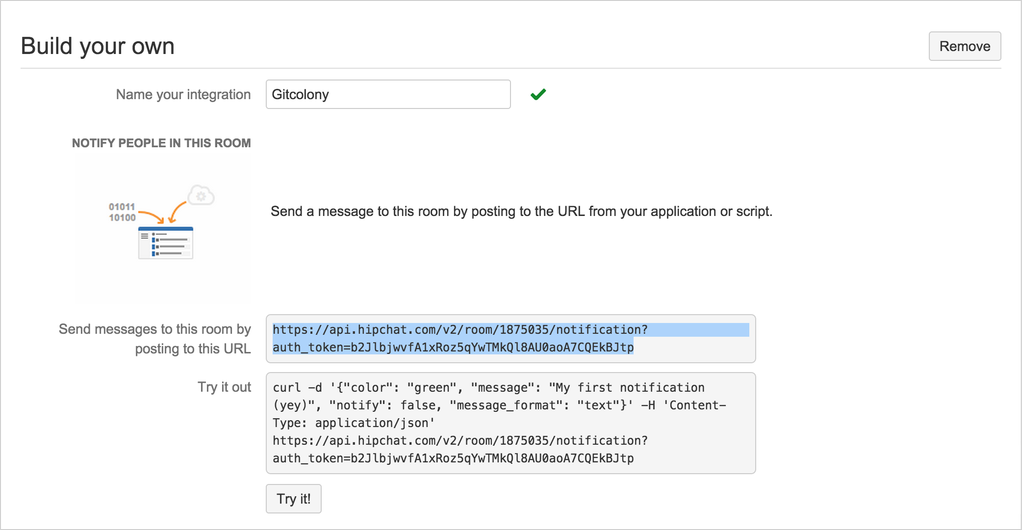 Build your own
Remove
Name your integration
Gitcolony
NOTIFY PEOPLE IN THIS ROOM
01011
10100
Send a message to this room by posting to the URL from your application or script.
Send messages to this room by
posting to this URL
https://api.hipchat.com/v2/room/1875035/notification?
auth_token=b2JlbjwvfA1xRoz5qYwTMkQl8AU0aoA7CQEkBJtp
Try it out
curl -d '{"color": "green", "message": "My first notification
(yey)", "notify": false, "message_format": "text"}' -H 'Content-
Type: application/json'
https://api.hipchat.com/v2/room/1875035/notification?
auth_token=b2JlbjwvfA1xRoz5qYwTMkQl8AU0aoA7CQEkBJtp
Try it!